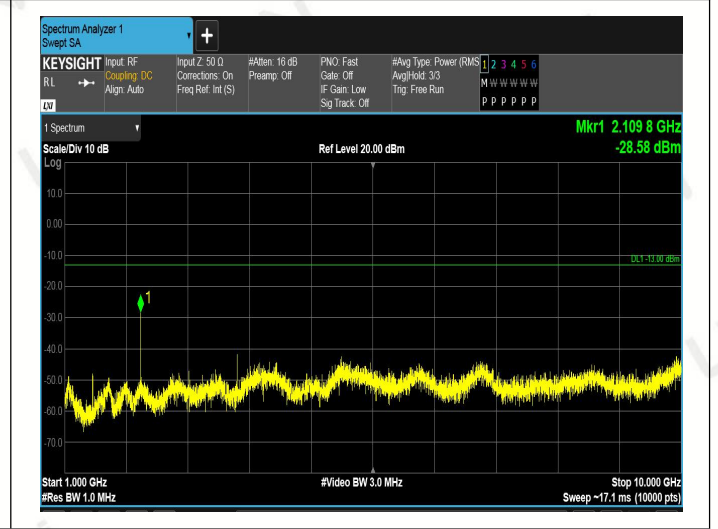 Spectrum Analyzer 1
Swept SA
+
KEYSIGHT Input: RF Input Z: 50 Ω #Atten: 16 dB PNO: Fast #Avg Type: Power (RMS 1 2 3 4 5 6
RL Coupling: DC Corrections: On Preamp: Off Gate: Off Avg|Hold: 3/3 M W W W W W
Align: Auto Freq Ref: Int (S) IF Gain: Low Trig: Free Run
LXI Sig Track: Off P P P P P P
1 Spectrum Mkr1 2.109 8 GHz
Scale/Div 10 dB Ref Level 20.00 dBm -28.58 dBm
Log
10.0
0.00
-10.0
DL1 -13.00 dBm
-20.0
1
-30.0
-40.0
-50.0
-60.0
-70.0
Start 1.000 GHz #Video BW 3.0 MHz Stop 10.000 GHz
#Res BW 1.0 MHz Sweep ~17.1 ms (10000 pts)